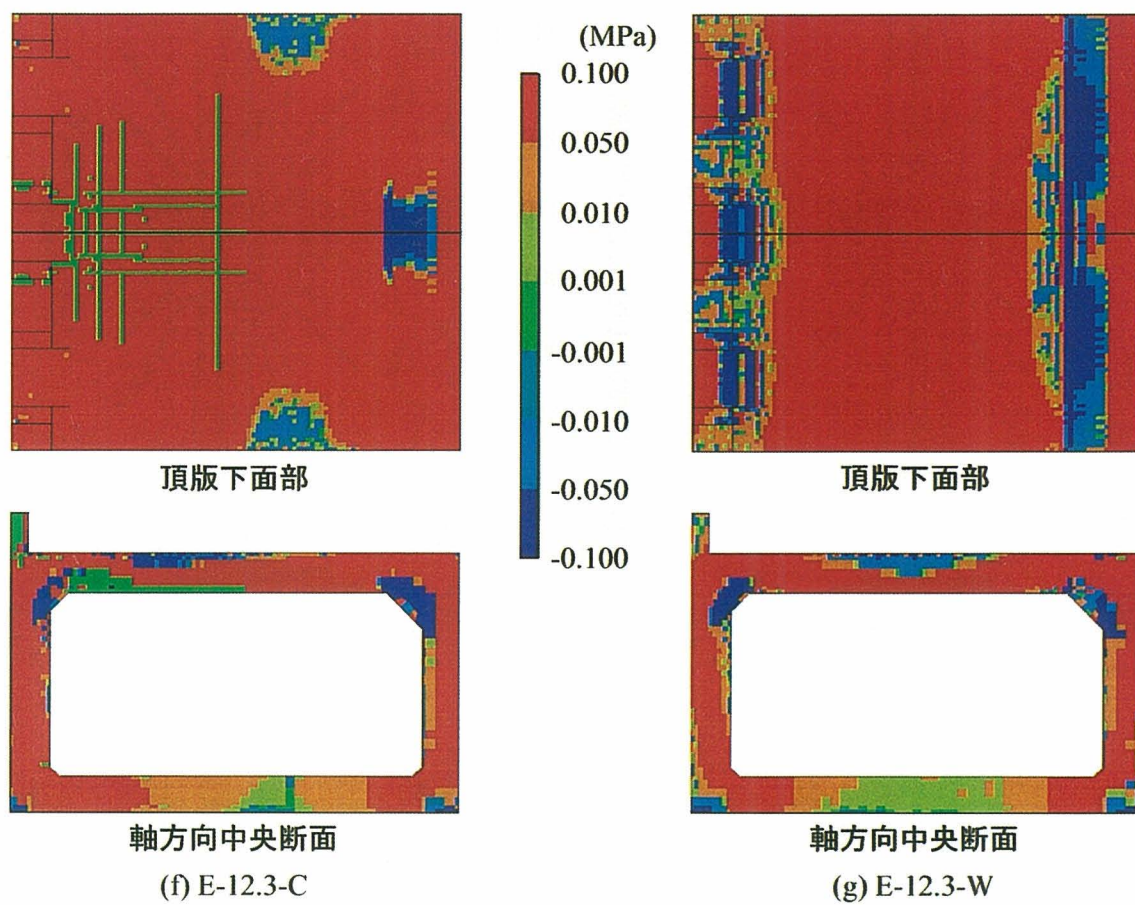 (MPa)
0.100
0.050
0.010
0.001
-0.001
-0.010
-0.050
-0.100
頂版下面部
頂版下面部
軸方向中央断面
軸方向中央断面
(f) E-12.3-C
(g) E-12.3-W